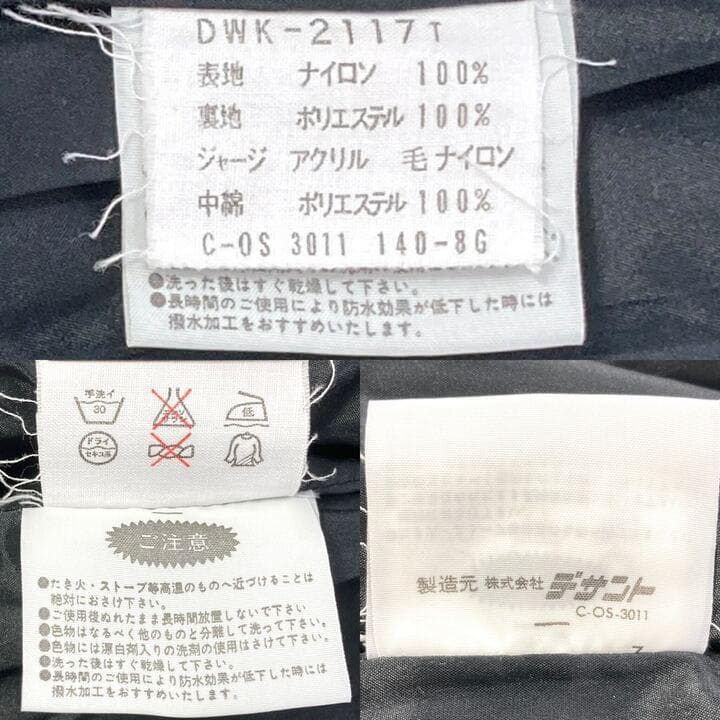 DWK-2117T
表地 ナイロン 100%
裏地 ポリエステル 100%
ジャージ アクリル 毛 ナイロン
中綿 ポリエステル 100%
C-OS 3011 140-8G
●洗った後はすぐ乾燥して下さい。
●長時間のご使用により防水効果が低下した時には
撥水加工をおすすめいたします。
手洗イ
30
低
ドライ
セキユ系
ご注意
●たき火・ストーブ等高温のものへ近づけることは
絶対におさけ下さい。
●ご使用後ぬれたまま長時間放置しないで下さい
●色物はなるべく他のものと分離して洗って下さい。
●色物には漂白剤入りの洗剤の使用はさけて下さい。
●洗った後はすぐ乾燥して下さい。
●長時間のご使用により防水効果が低下した時には
撥水加工をおすすめいたします。
製造元 株式会社 デサント
C-OS-3011